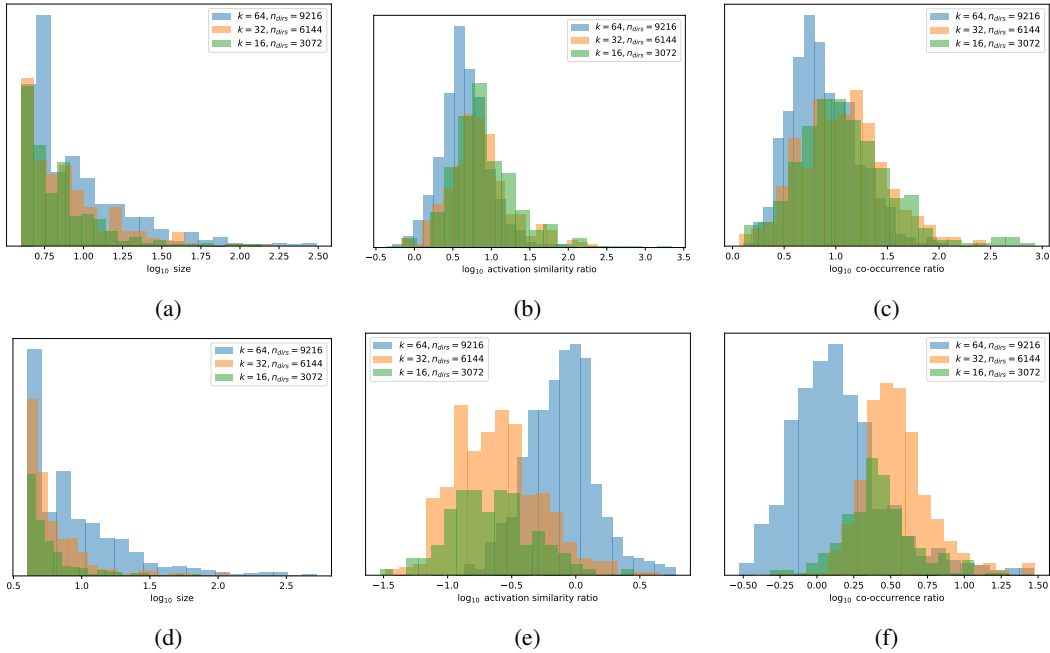 k = 64, n_dirs = 9216
k = 32, n_dirs = 6144
k = 16, n_dirs = 3072
0.75 1.00 1.25 1.50 1.75 2.00 2.25 2.50
log₁₀ size
(a)
k = 64, n_dirs = 9216
k = 32, n_dirs = 6144
k = 16, n_dirs = 3072
−0.5 0.0 0.5 1.0 1.5 2.0 2.5 3.0 3.5
log₁₀ activation similarity ratio
(b)
k = 64, n_dirs = 9216
k = 32, n_dirs = 6144
k = 16, n_dirs = 3072
0.0 0.5 1.0 1.5 2.0 2.5 3.0
log₁₀ co-occurrence ratio
(c)
k = 64, n_dirs = 9216
k = 32, n_dirs = 6144
k = 16, n_dirs = 3072
0.5 1.0 1.5 2.0 2.5
log₁₀ size
(d)
k = 64, n_dirs = 9216
k = 32, n_dirs = 6144
k = 16, n_dirs = 3072
−1.5 −1.0 −0.5 0.0 0.5
log₁₀ activation similarity ratio
(e)
k = 64, n_dirs = 9216
k = 32, n_dirs = 6144
k = 16, n_dirs = 3072
−0.50 −0.25 0.00 0.25 0.50 0.75 1.00 1.25 1.50
log₁₀ co-occurrence ratio
(f)